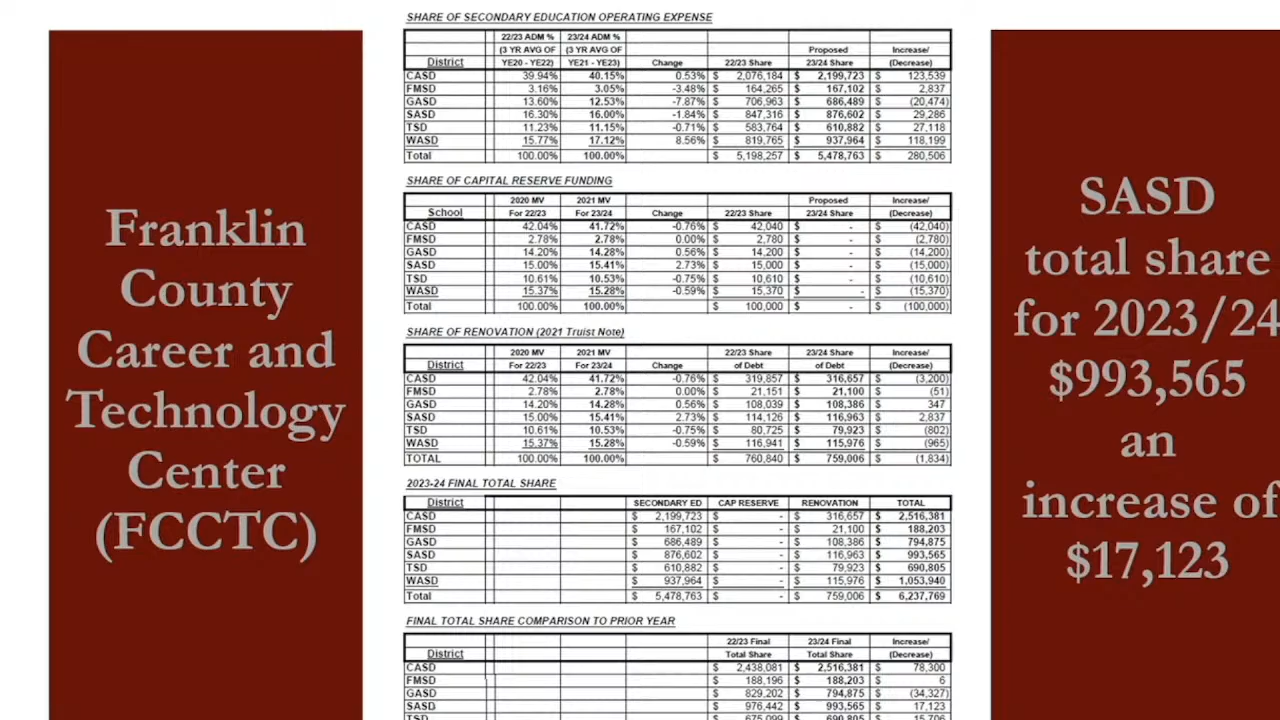 Franklin
County
Career and
Technology
Center
(FCCTC)
SHARE OF SECONDARY EDUCATION OPERATING EXPENSE
22/23 ADM % 23/24 ADM %
(3 YR AVG OF (3 YR AVG OF Proposed Increase/
District YE20 - YE22) YE21 - YE23) Change 22/23 Share 23/24 Share (Decrease)
CASD 39.94% 40.15% 0.53% $ 2,076,184 $ 2,199,723 $ 123,539
FMSD 3.16% 3.05% -3.48% $ 164,265 $ 167,102 $ 2,837
GASD 13.60% 12.53% -7.87% $ 706,963 $ 686,489 $ (20,474)
SASD 16.30% 16.00% -1.84% $ 847,316 $ 876,602 $ 29,286
TSD 11.23% 11.15% -0.71% $ 583,764 $ 610,882 $ 27,118
WASD 15.77% 17.12% 8.56% $ 819,765 $ 937,964 $ 118,199
Total 100.00% 100.00% $ 5,198,257 $ 5,478,763 $ 280,506
SHARE OF CAPITAL RESERVE FUNDING
2020 MV 2021 MV Proposed Increase/
School For 22/23 For 23/24 Change 22/23 Share 23/24 Share (Decrease)
CASD 42.04% 41.72% -0.76% $ 42,040 $ - $ (42,040)
FMSD 2.78% 2.78% 0.00% $ 2,780 $ - $ (2,780)
GASD 14.20% 14.28% 0.56% $ 14,200 $ - $ (14,200)
SASD 15.00% 15.41% 2.73% $ 15,000 $ - $ (15,000)
TSD 10.61% 10.53% -0.75% $ 10,610 $ - $ (10,610)
WASD 15.37% 15.28% -0.59% $ 15,370 $ - $ (15,370)
Total 100.00% 100.00% $ 100,000 $ - $ (100,000)
SHARE OF RENOVATION (2021 Truist Note)
2020 MV 2021 MV 22/23 Share 23/24 Share Increase/
District For 22/23 For 23/24 Change of Debt of Debt (Decrease)
CASD 42.04% 41.72% -0.76% $ 319,857 $ 316,657 $ (3,200)
FMSD 2.78% 2.78% 0.00% $ 21,151 $ 21,100 $ (51)
GASD 14.20% 14.28% 0.56% $ 108,039 $ 108,386 $ 347
SASD 15.00% 15.41% 2.73% $ 114,126 $ 116,963 $ 2,837
TSD 10.61% 10.53% -0.75% $ 80,725 $ 79,923 $ (802)
WASD 15.37% 15.28% -0.59% $ 116,941 $ 115,976 $ (965)
TOTAL 100.00% 100.00% $ 760,840 $ 759,006 $ (1,834)
2023-24 FINAL TOTAL SHARE
District SECONDARY ED CAP RESERVE RENOVATION TOTAL
CASD $ 2,199,723 $ - $ 316,657 $ 2,516,381
FMSD $ 167,102 $ - $ 21,100 $ 188,203
GASD $ 686,489 $ - $ 108,386 $ 794,875
SASD $ 876,602 $ - $ 116,963 $ 993,565
TSD $ 610,882 $ - $ 79,923 $ 690,805
WASD $ 937,964 $ - $ 115,976 $ 1,053,940
Total $ 5,478,763 $ - $ 759,006 $ 6,237,769
FINAL TOTAL SHARE COMPARISON TO PRIOR YEAR
22/23 Final 23/24 Final Increase/
District Total Share Total Share (Decrease)
CASD $ 2,438,081 $ 2,516,381 $ 78,300
FMSD $ 188,196 $ 188,203 $ 6
GASD $ 829,202 $ 794,875 $ (34,327)
SASD $ 976,442 $ 993,565 $ 17,123
TSD $ 675,099 $ 690,805 $ 15,706
SASD
total share
for 2023/24
$993,565
an
increase of
$17,123